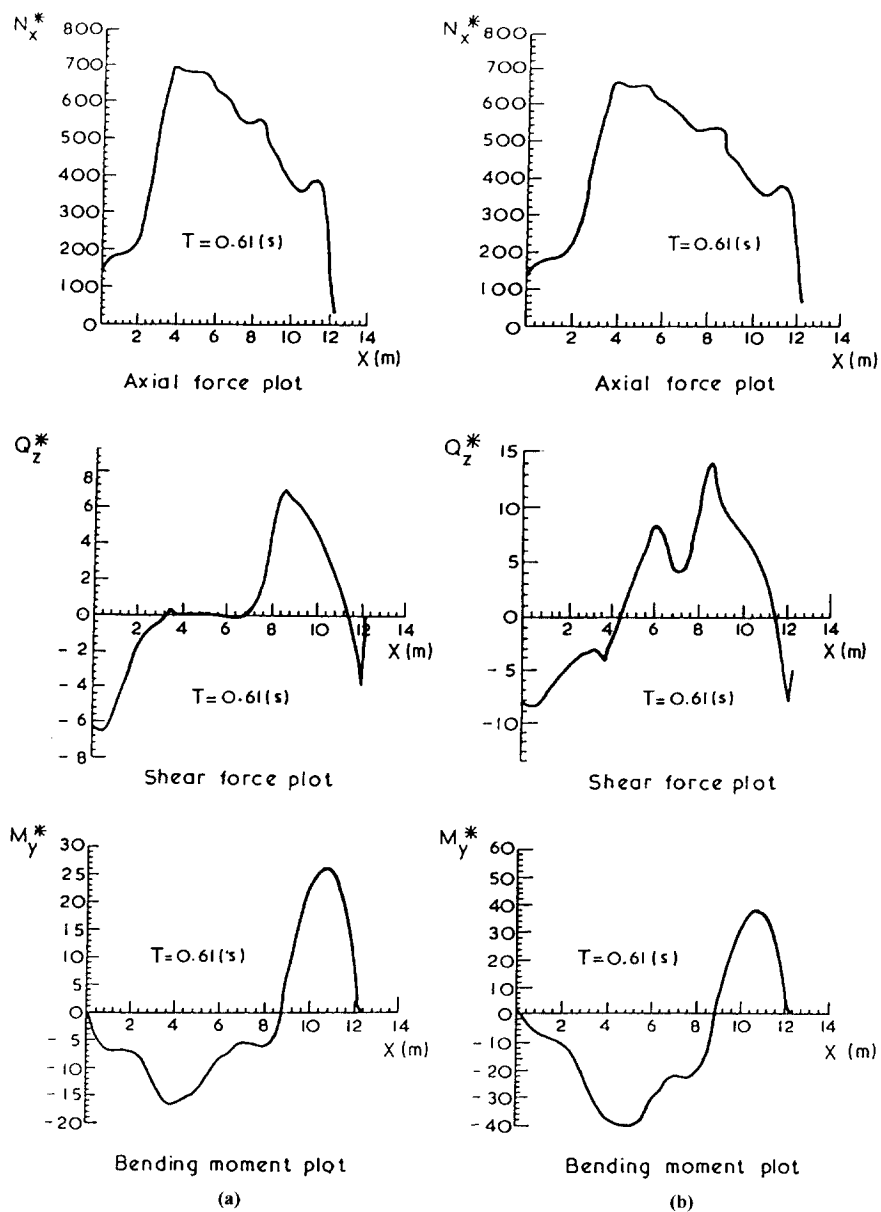 N_x^*
800
700
600
500
400
300
200
100
0
T=0.61(s)
2 4 6 8 10 12 14
X(m)
Axial force plot
N_x^*
800
700
600
500
400
300
200
100
0
T=0.61(s)
2 4 6 8 10 12 14
X(m)
Axial force plot
Q_z^*
8
6
4
2
0
-2
-4
-6
-8
2 4 6 8 10 12 14
X(m)
T=0.61(s)
Shear force plot
Q_z^*
15
10
5
0
-5
-10
2 4 6 8 10 12 14
X(m)
T=0.61(s)
Shear force plot
M_y^*
30
25
20
15
10
5
0
-5
-10
-15
-20
T=0.61('s)
2 4 6 8 10 12 14
X (m)
Bending moment plot
(a)
M_y^*
60
50
40
30
20
10
0
-10
-20
-30
-40
T=0.61(s)
2 4 6 8 10 12 14
X (m)
Bending moment plot
(b)